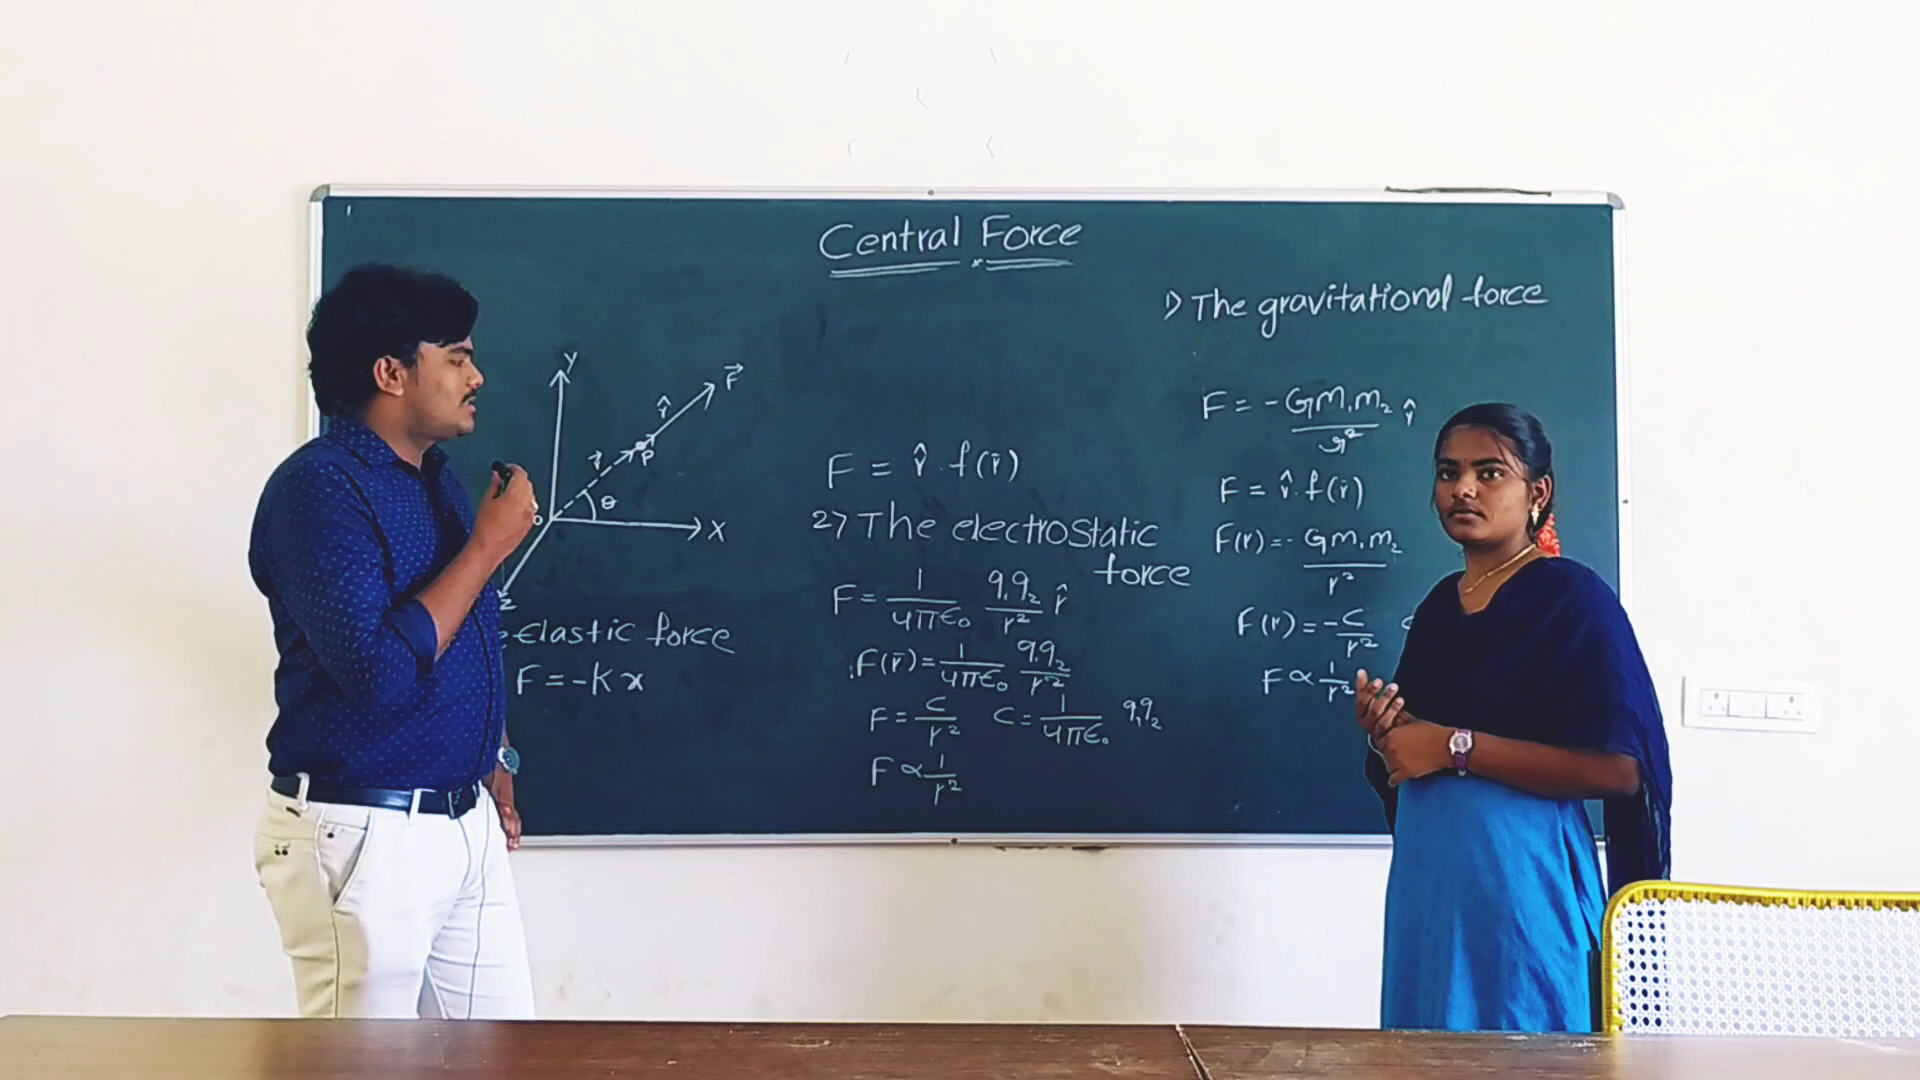 Central Force
Y
F⃗
r̂
P
r⃗
θ
O
X
Z
Elastic force
F = -Kx
F = r̂. f(r̄)
2) The electrostatic
force
F = 1/4πϵ₀ q₁q₂/r² r̂
F(r̄) = 1/4πϵ₀ q₁q₂/r²
F = C/r² C = 1/4πϵ₀ q₁q₂
F ∝ 1/r²
1) The gravitational force
F = -Gm₁m₂/r² r̂
F = r̂. f(r̄)
F(r) = - Gm₁m₂/r²
F(r) = -C/r²
F ∝ 1/r²